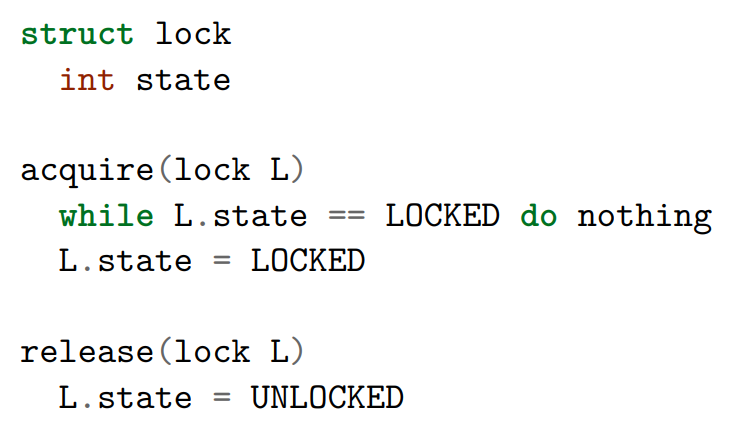 struct lock
  int state

acquire(lock L)
  while L.state == LOCKED do nothing
  L.state = LOCKED

release(lock L)
  L.state = UNLOCKED